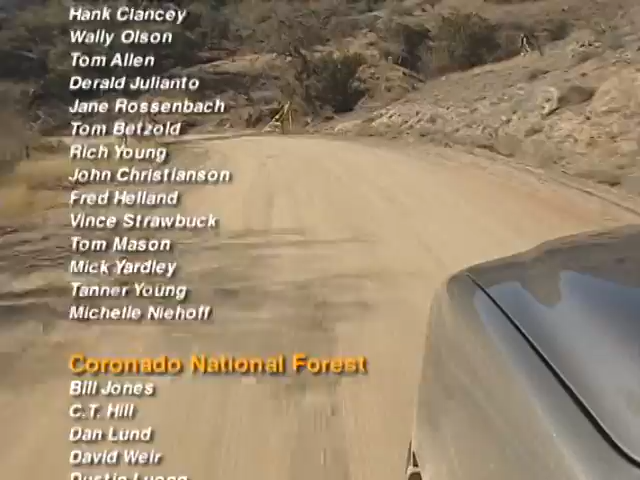 Hank Clancey
Wally Olson
Tom Allen
Derald Julianto
Jane Rossenbach
Tom Betzold
Rich Young
John Christianson
Fred Helland
Vince Strawbuck
Tom Mason
Mick Yardley
Tanner Young
Michelle Niehoff
Coronado National Forest
Bill Jones
C.T. Hill
Dan Lund
David Weir
Dustin